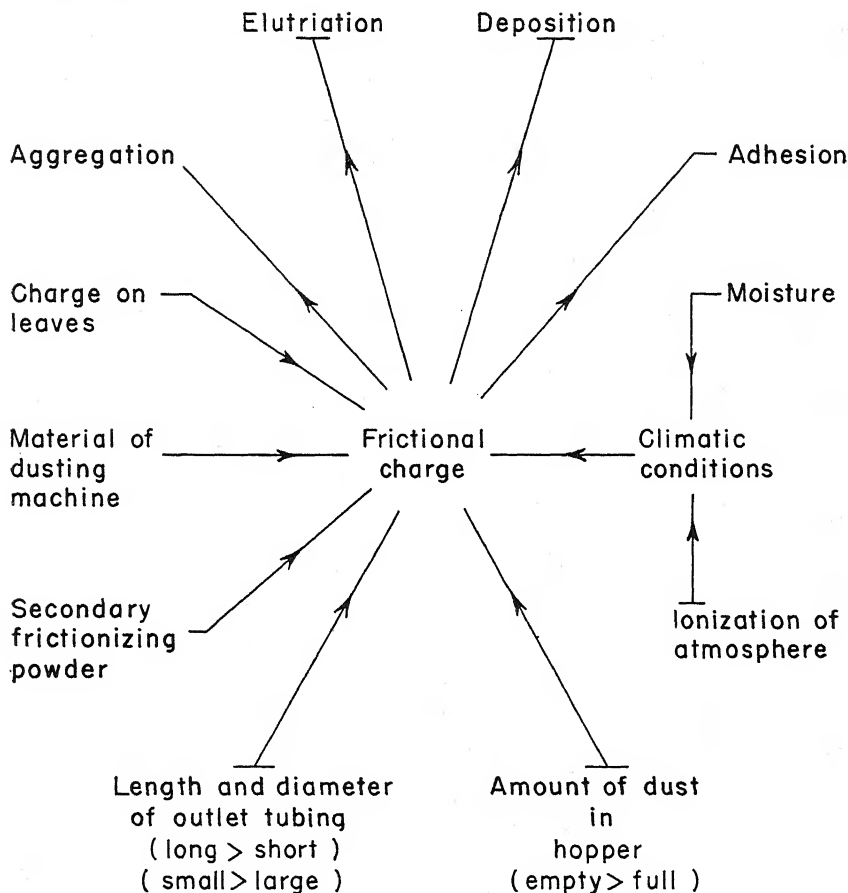 Elutriation
Deposition
Aggregation
Adhesion
Charge on
leaves
Moisture
Material of
dusting
machine
Frictional
charge
Climatic
conditions
Secondary
frictionizing
powder
Ionization of
atmosphere
Length and diameter
of outlet tubing
( long > short )
( small > large )
Amount of dust
in
hopper
(empty > full )